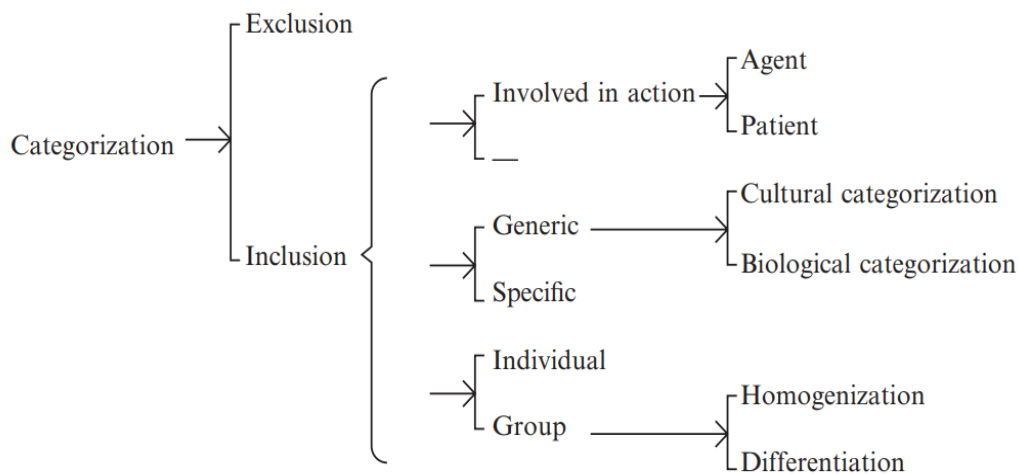 Categorization
Exclusion
Inclusion
Involved in action
—
Agent
Patient
Generic
Specific
Cultural categorization
Biological categorization
Individual
Group
Homogenization
Differentiation